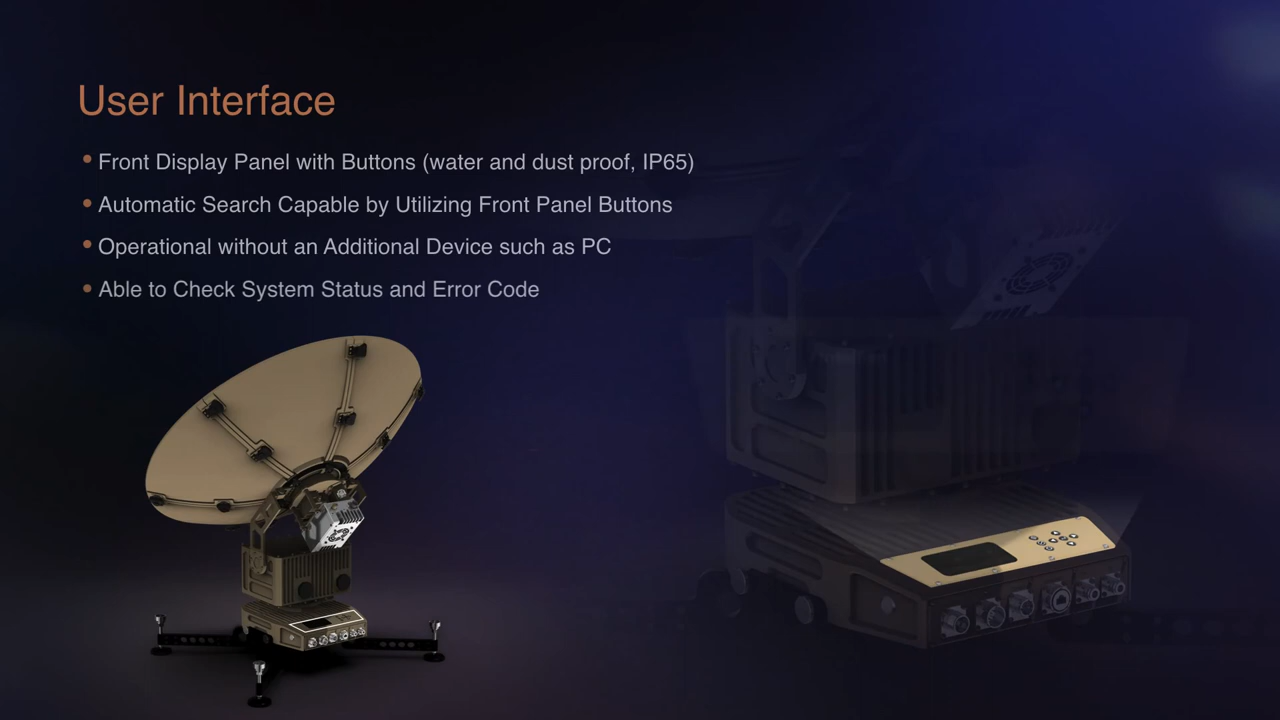 User Interface
• Front Display Panel with Buttons (water and dust proof, IP65)
• Automatic Search Capable by Utilizing Front Panel Buttons
• Operational without an Additional Device such as PC
• Able to Check System Status and Error Code